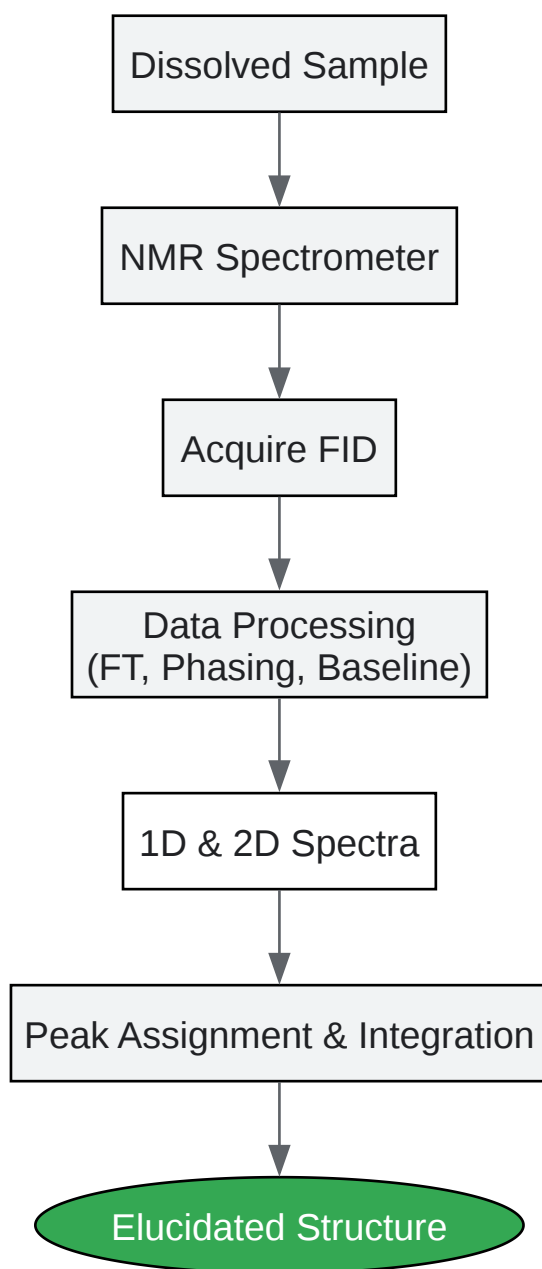 Dissolved Sample
NMR Spectrometer
Acquire FID
Data Processing
(FT, Phasing, Baseline)
1D & 2D Spectra
Peak Assignment & Integration
Elucidated Structure